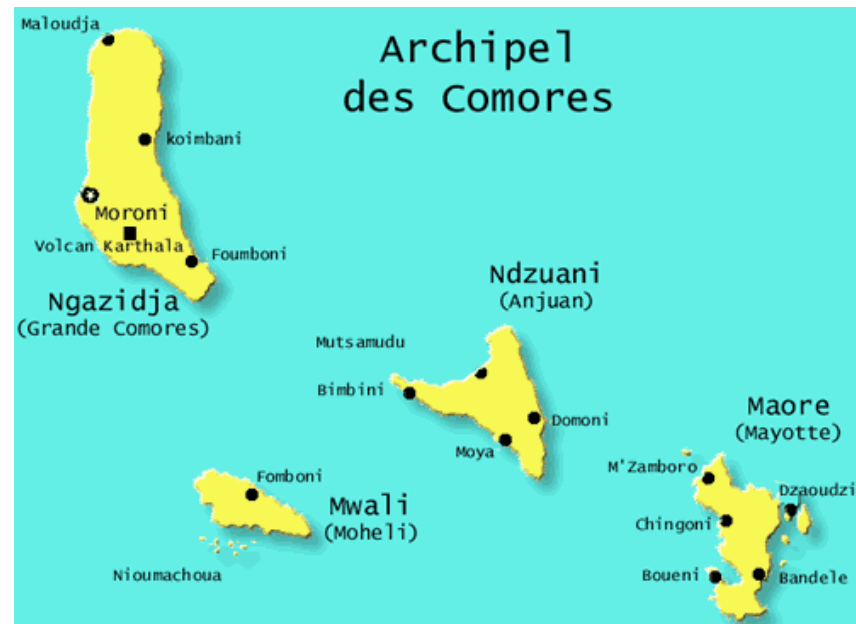 Maloudja
Archipel
des Comores
koimbani
Moroni
Volcan Karthala
Foumboni
Ngazidja
(Grande Comores)
Ndzuani
(Anjuan)
Mutsamudu
Bimbini
Domoni
Moya
Maore
(Mayotte)
M'Zamboro
Dzaoudzi
Chingoni
Boueni
Bandele
Fomboni
Mwali
(Moheli)
Nioumachoua